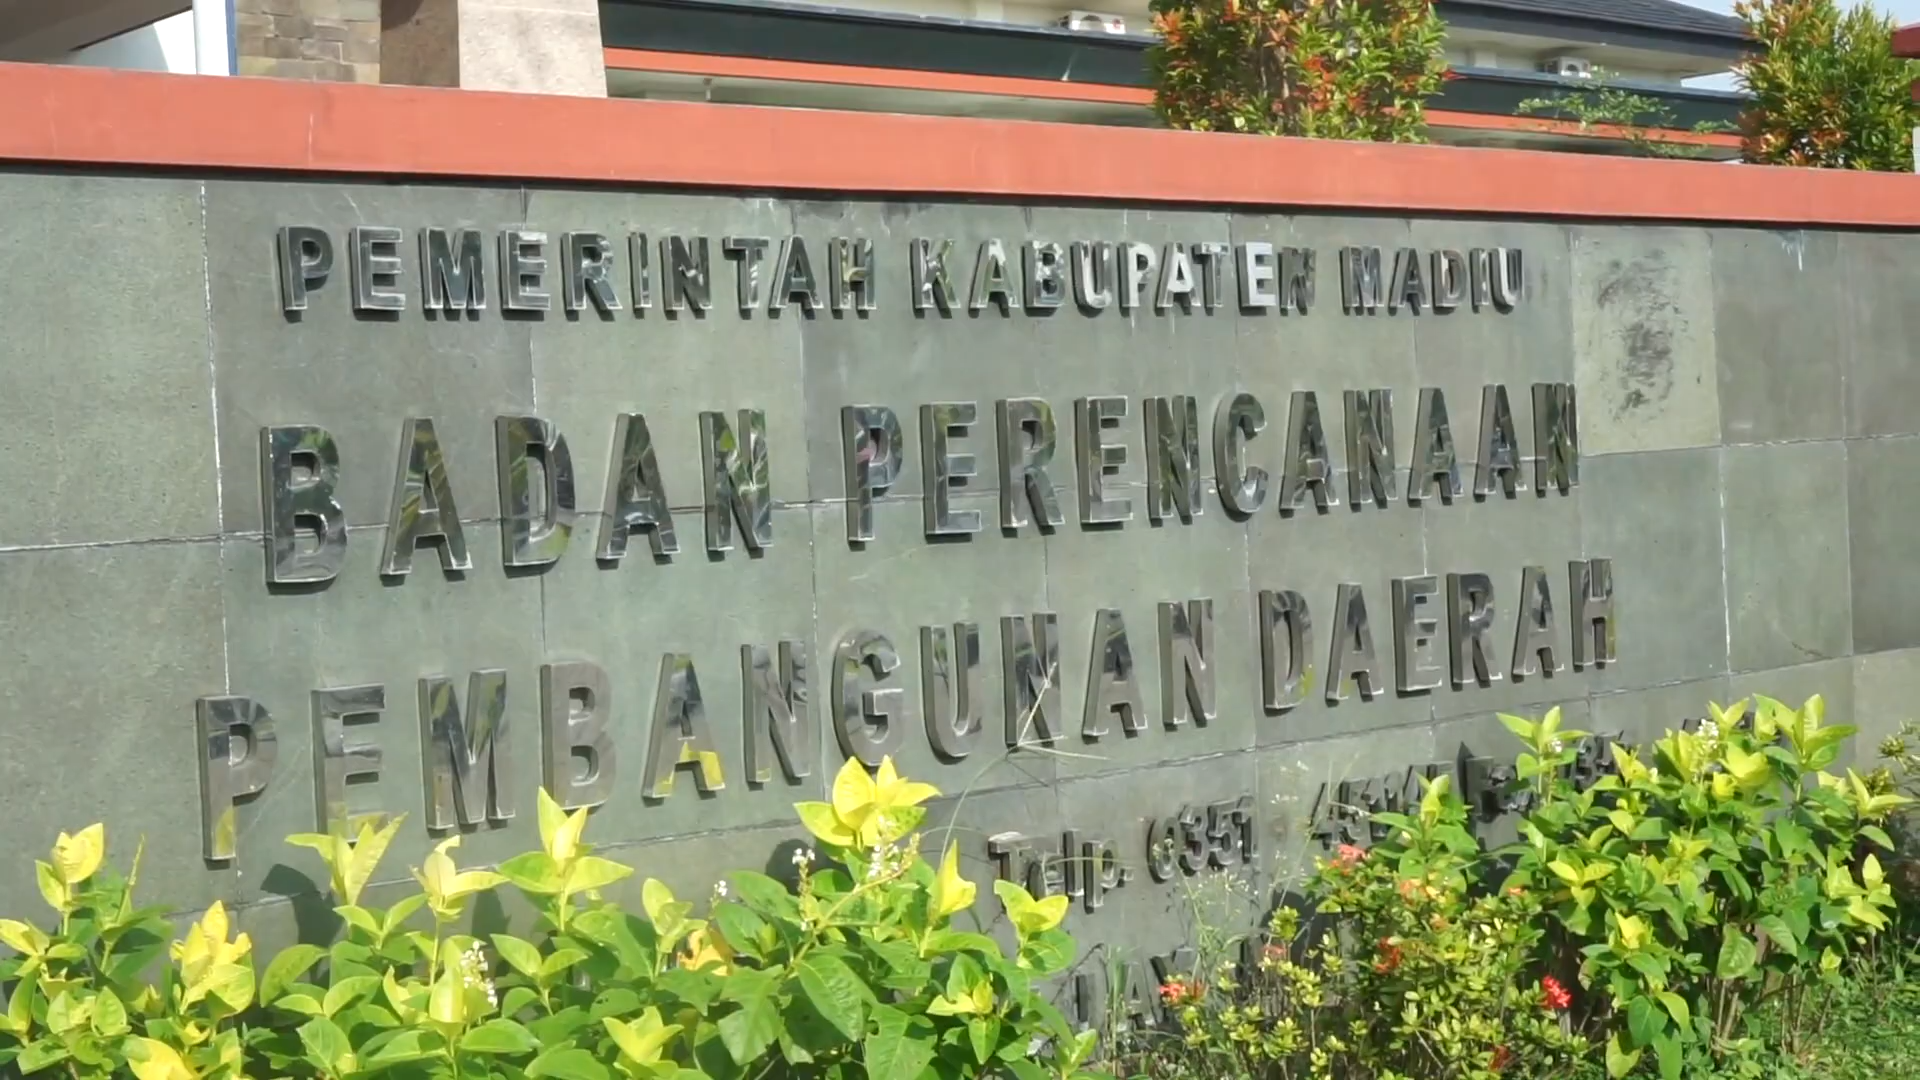 PEMERINTAH KABUPATEN MADIU
BADAN PERENCANAAN
PEMBANGUNAN DAERAH
Telp. 0351